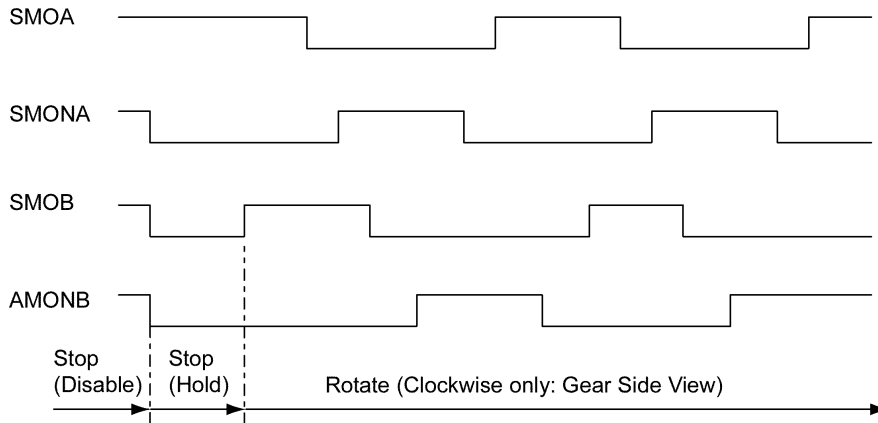 SMOA
SMONA
SMOB
AMONB
Stop
(Disable)
Stop
(Hold)
Rotate (Clockwise only: Gear Side View)